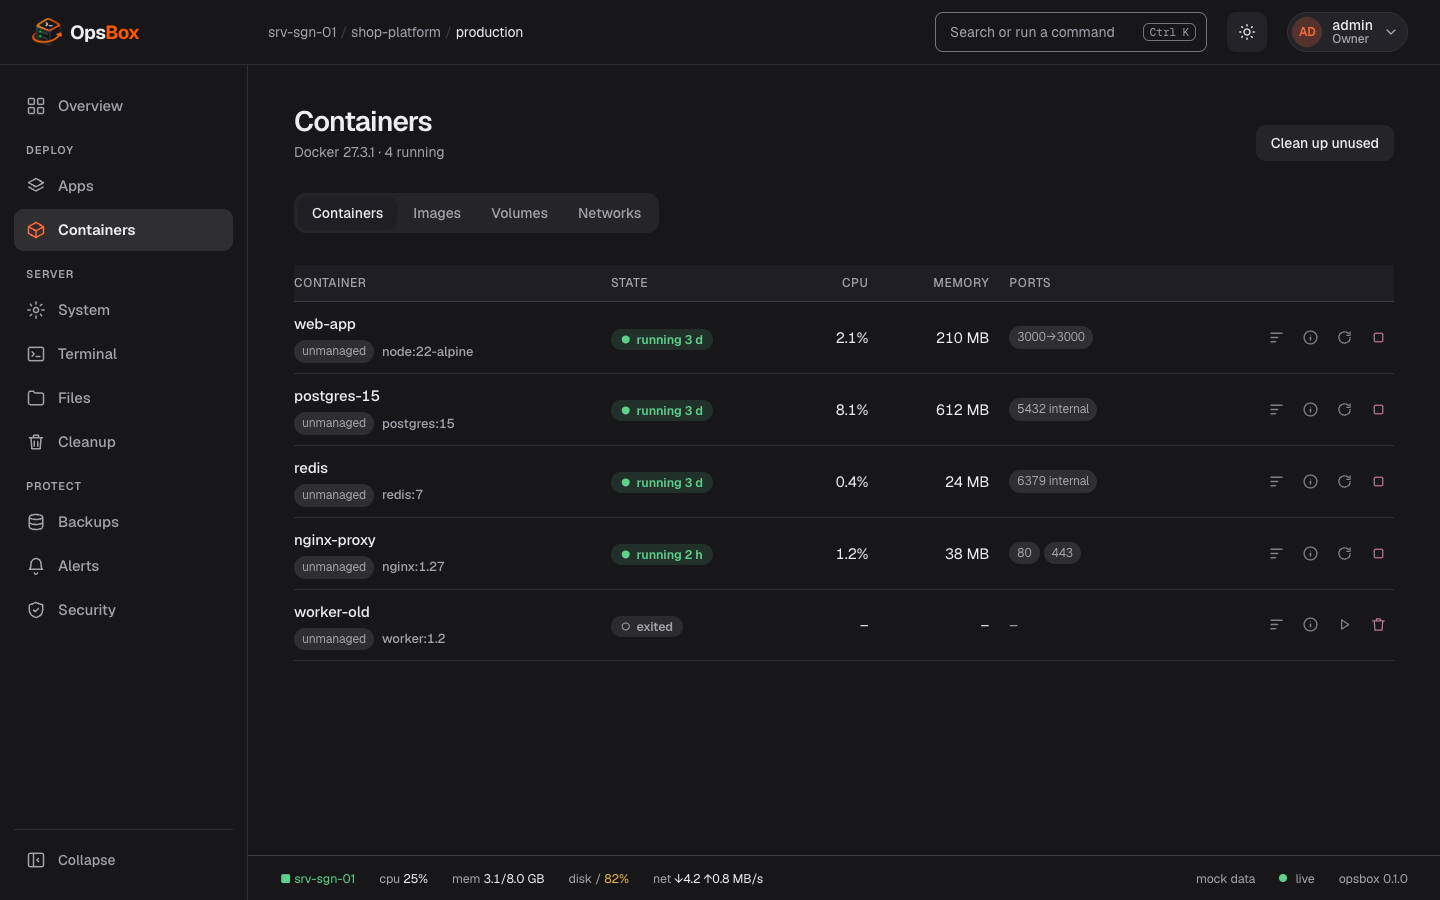 OpsBox
srv-sgn-01 / shop-platform / production
Search or run a command Ctrl K
AD admin
Owner
Overview
DEPLOY
Apps
Containers
SERVER
System
Terminal
Files
Cleanup
PROTECT
Backups
Alerts
Security
Collapse
Containers
Docker 27.3.1 · 4 running
Clean up unused
Containers Images Volumes Networks
CONTAINER STATE CPU MEMORY PORTS
web-app
unmanaged node:22-alpine
running 3 d 2.1% 210 MB 3000→3000
postgres-15
unmanaged postgres:15
running 3 d 8.1% 612 MB 5432 internal
redis
unmanaged redis:7
running 3 d 0.4% 24 MB 6379 internal
nginx-proxy
unmanaged nginx:1.27
running 2 h 1.2% 38 MB 80 443
worker-old
unmanaged worker:1.2
exited – – –
srv-sgn-01 cpu 25% mem 3.1/8.0 GB disk / 82% net ↓4.2 ↑0.8 MB/s mock data live opsbox 0.1.0